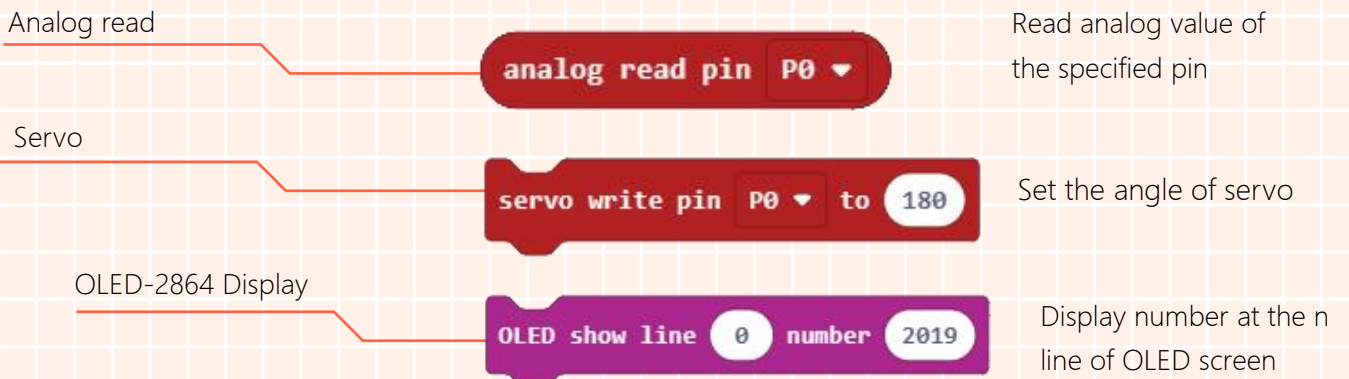 Analog read
analog read pin P0
Read analog value of
the specified pin
Servo
servo write pin P0 to 180
Set the angle of servo
OLED-2864 Display
OLED show line 0 number 2019
Display number at the n
line of OLED screen